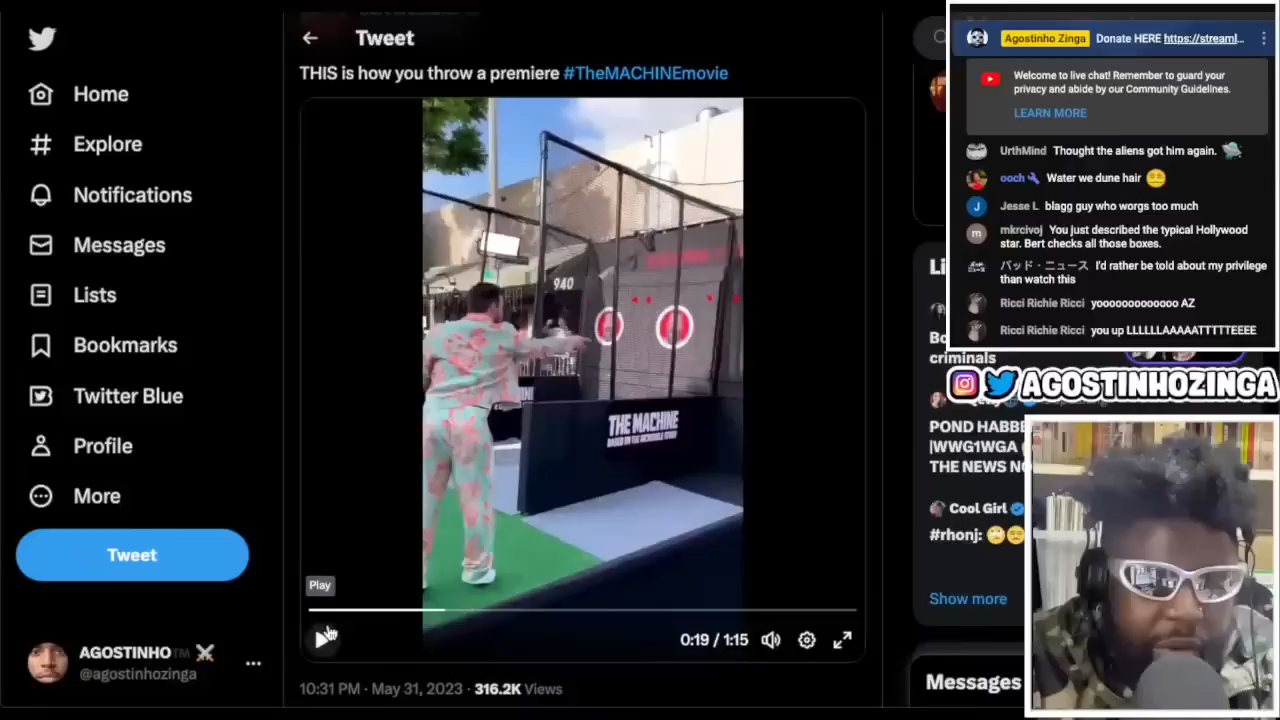 Home
Explore
Notifications
Messages
Lists
Bookmarks
Twitter Blue
Profile
More
Tweet
AGOSTINHO™
@agostinhozinga
Tweet
THIS is how you throw a premiere #TheMACHINEmovie
940
THE MACHINE
Play
0:19 / 1:15
10:31 PM · May 31, 2023 · 316.2K Views
Agostinho Zinga Donate HERE https://streaml...
Welcome to live chat! Remember to guard your
privacy and abide by our Community Guidelines.
LEARN MORE
UrthMind Thought the aliens got him again.
ooch Water we dune hair
Jesse L blagg guy who worgs too much
mkrcivoj You just described the typical Hollywood
star. Bert checks all those boxes.
バッド・ニュース I'd rather be told about my privilege
than watch this
Ricci Richie Ricci yooooooooooooo AZ
Ricci Richie Ricci you up LLLLLLAAAAATTTTTEEEE
Li
Bo
criminals
AGOSTINHOZINGA
POND HABBE
|WWG1WGA
THE NEWS NO
Cool Girl
#rhonj:
Show more
Messages